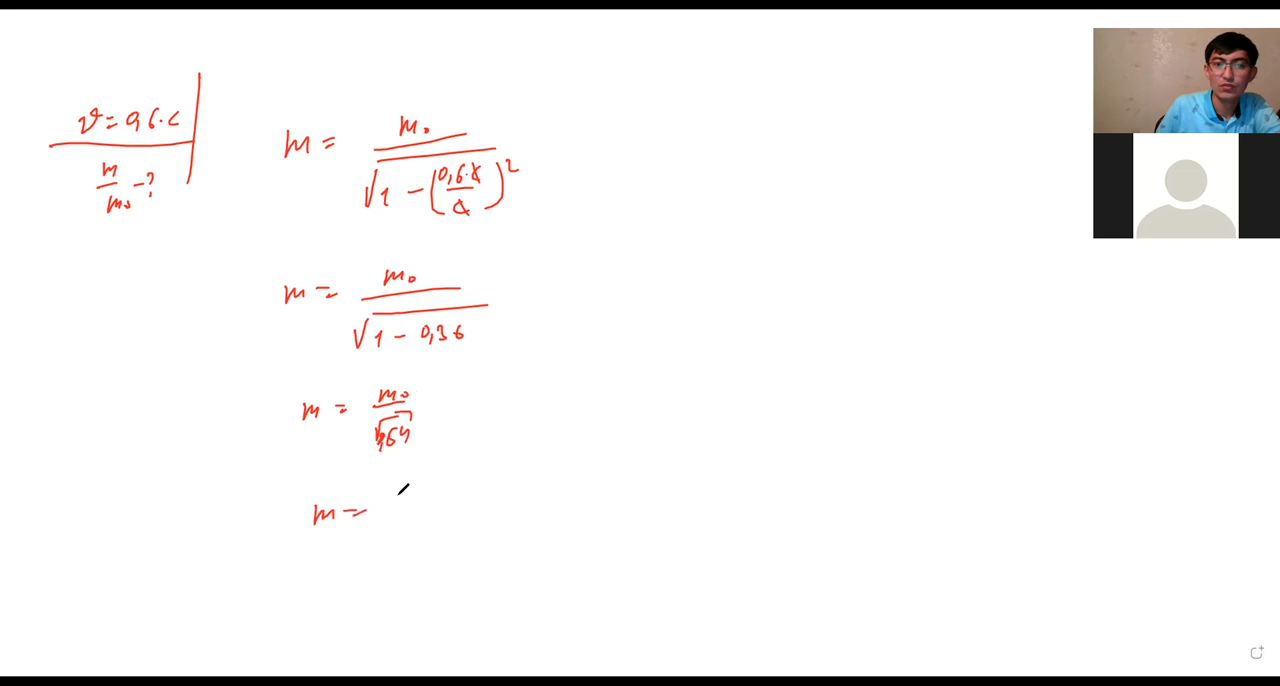 υ = 0,6·c
m/m₀ - ?
m = m₀ / √(1 - (0,6·c / c)²)
m = m₀ / √(1 - 0,36)
m = m₀ / √0,64
m =